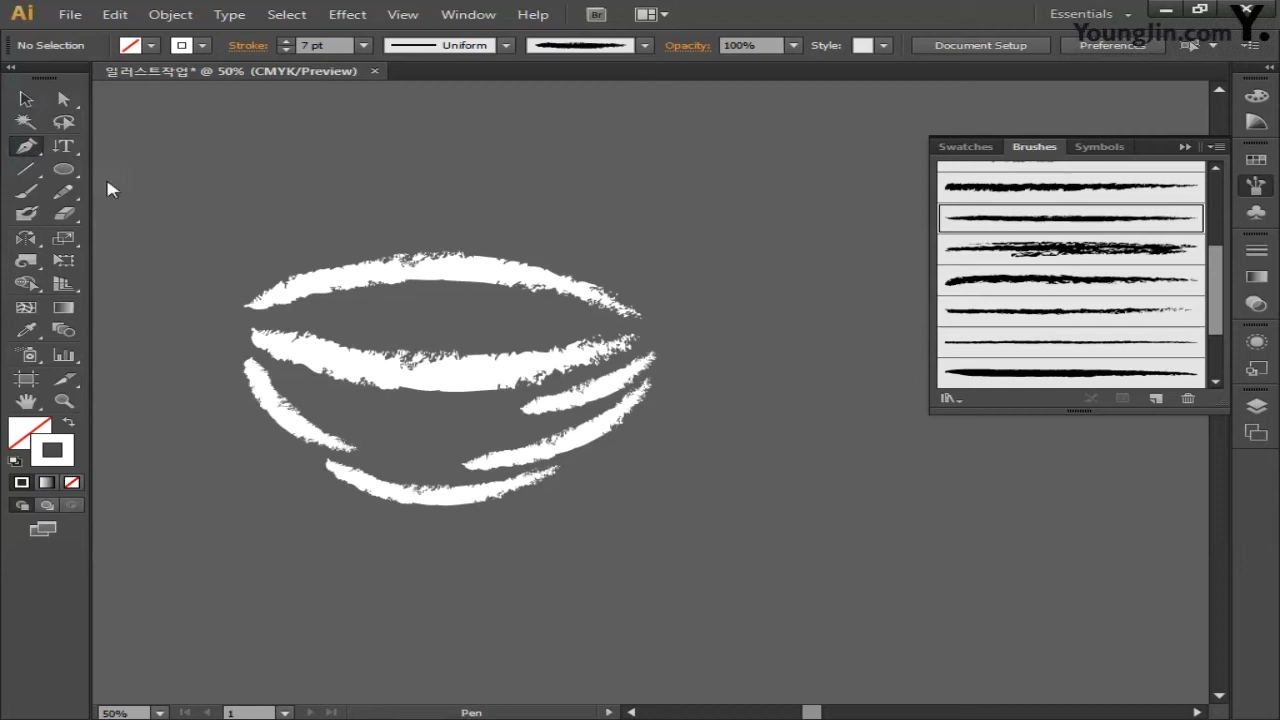 Ai File Edit Object Type Select Effect View Window Help Br Essentials
YoungJin.com Y.
No Selection Stroke: 7 pt Uniform Opacity: 100% Style: Document Setup Preferences
일러스트작업* @ 50% (CMYK/Preview) ×
Swatches Brushes Symbols
50% 1 Pen